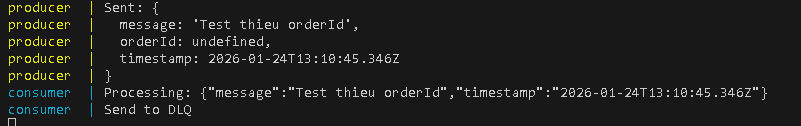 producer  | Sent: {
producer  |   message: 'Test thieu orderId',
producer  |   orderId: undefined,
producer  |   timestamp: 2026-01-24T13:10:45.346Z
producer  | }
consumer  | Processing: {"message":"Test thieu orderId","timestamp":"2026-01-24T13:10:45.346Z"}
consumer  | Send to DLQ